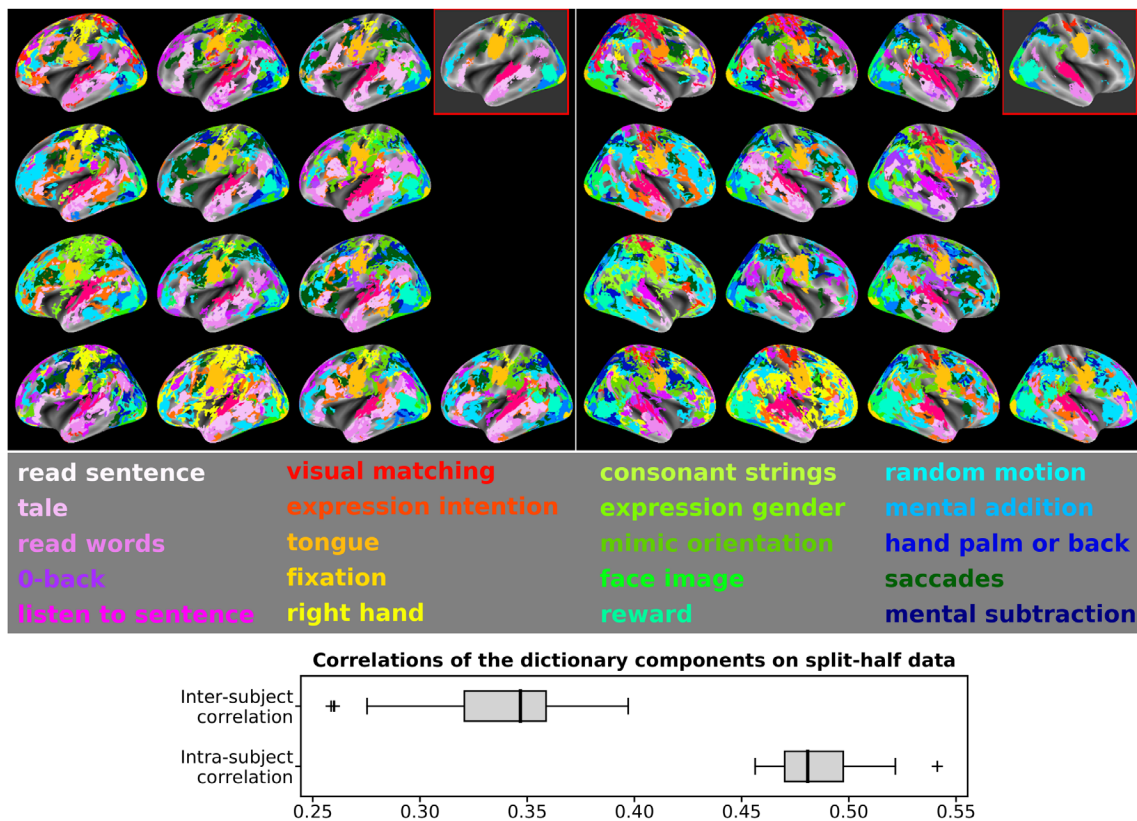 read sentence
visual matching
consonant strings
random motion
tale
expression intention
expression gender
mental addition
read words
tongue
mimic orientation
hand palm or back
0-back
fixation
face image
saccades
listen to sentence
right hand
reward
mental subtraction
Correlations of the dictionary components on split-half data
Inter-subject
correlation
Intra-subject
correlation
0.25 0.30 0.35 0.40 0.45 0.50 0.55